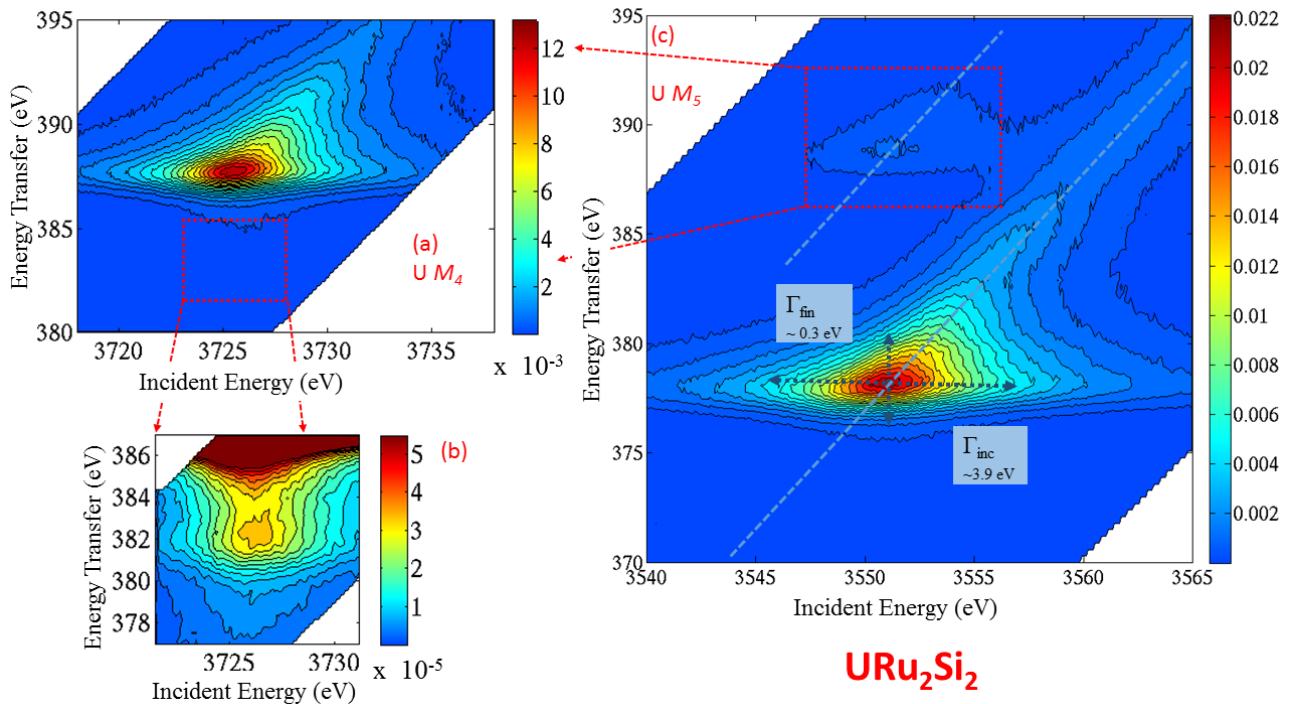 395
390
385
380
Energy Transfer (eV)
3720
3725
3730
3735
Incident Energy (eV)
12
10
8
6
4
2
x 10-3
(a)
U M4
386
384
382
380
378
Energy Transfer (eV)
3725
3730
Incident Energy (eV)
5
4
3
2
1
x 10-5
(b)
395
390
385
380
375
370
Energy Transfer (eV)
3540
3545
3550
3555
3560
3565
Incident Energy (eV)
(c)
U M5
Γfin
~ 0.3 eV
Γinc
~3.9 eV
0.022
0.02
0.018
0.016
0.014
0.012
0.010
0.008
0.006
0.004
0.002
URu2Si2